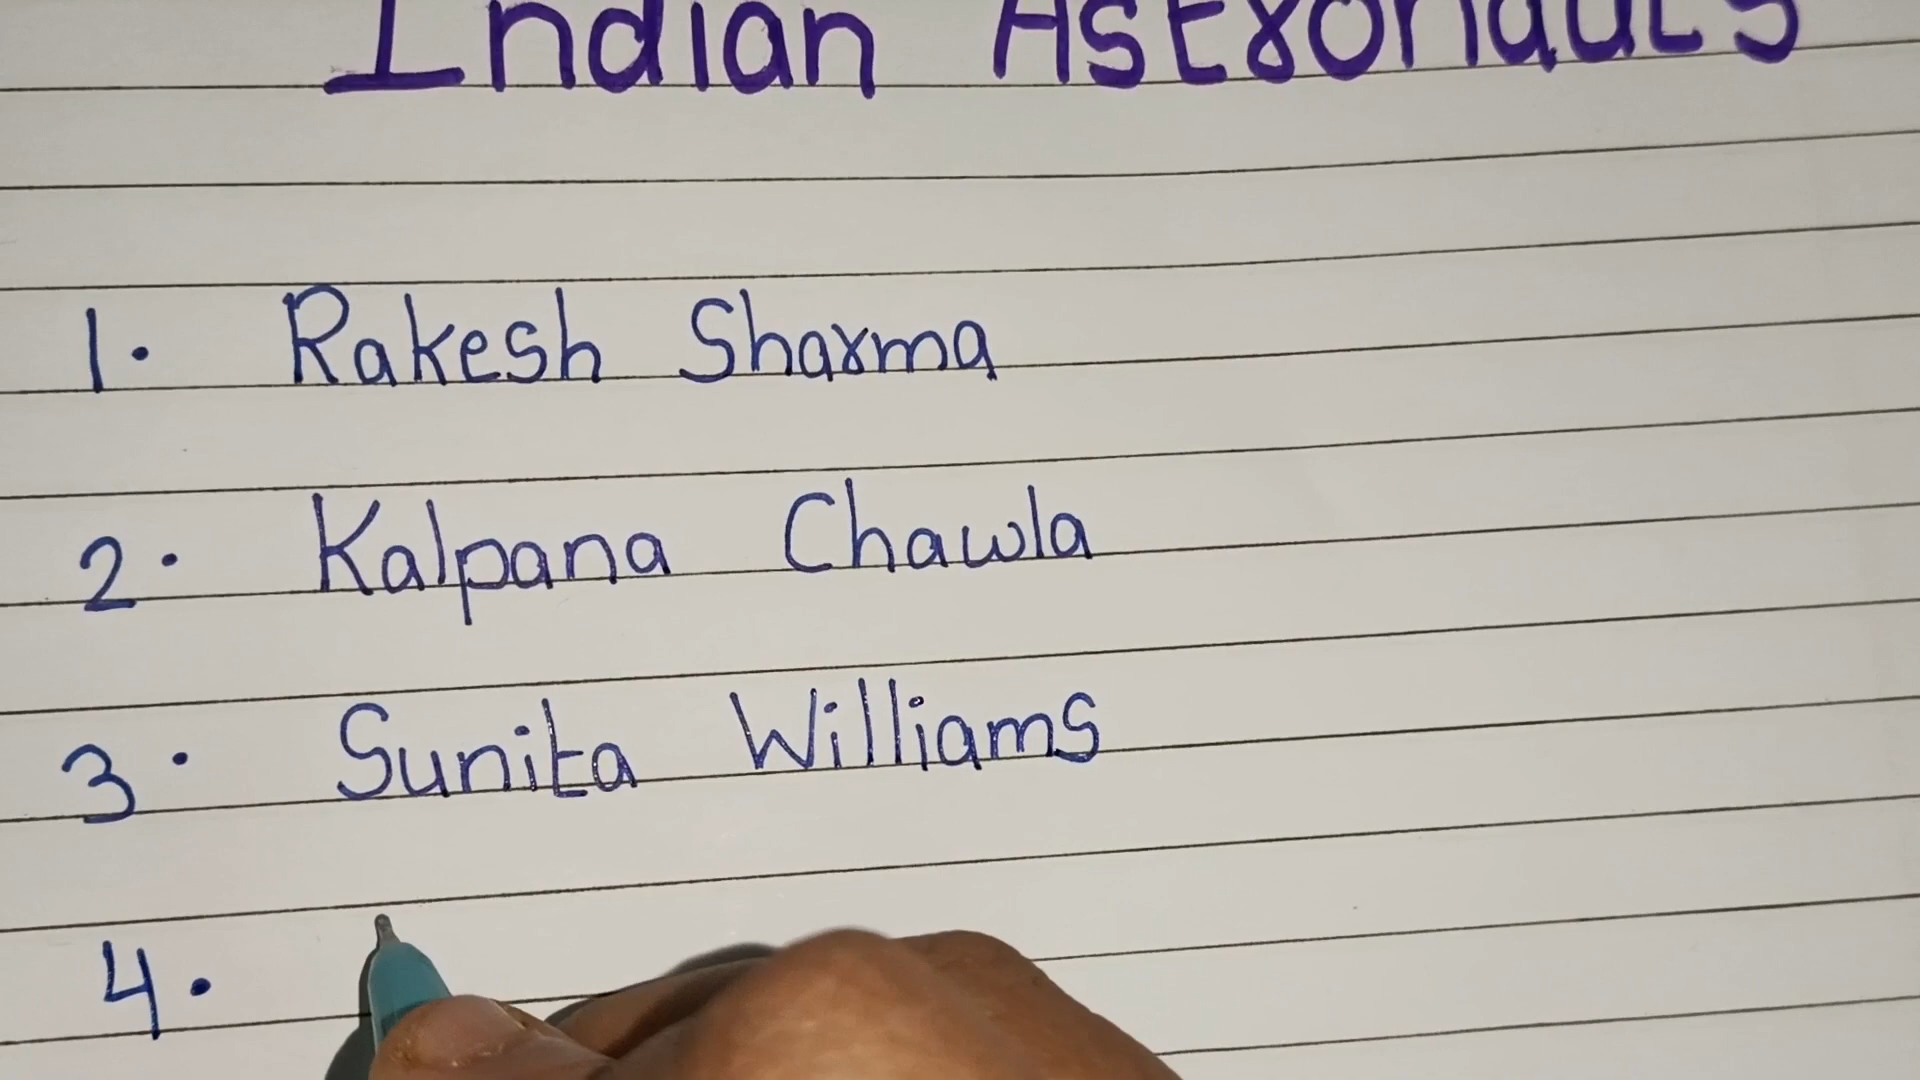 Indian Astronauts
1. Rakesh Sharma
2. Kalpana Chawla
3. Sunita Williams
4.